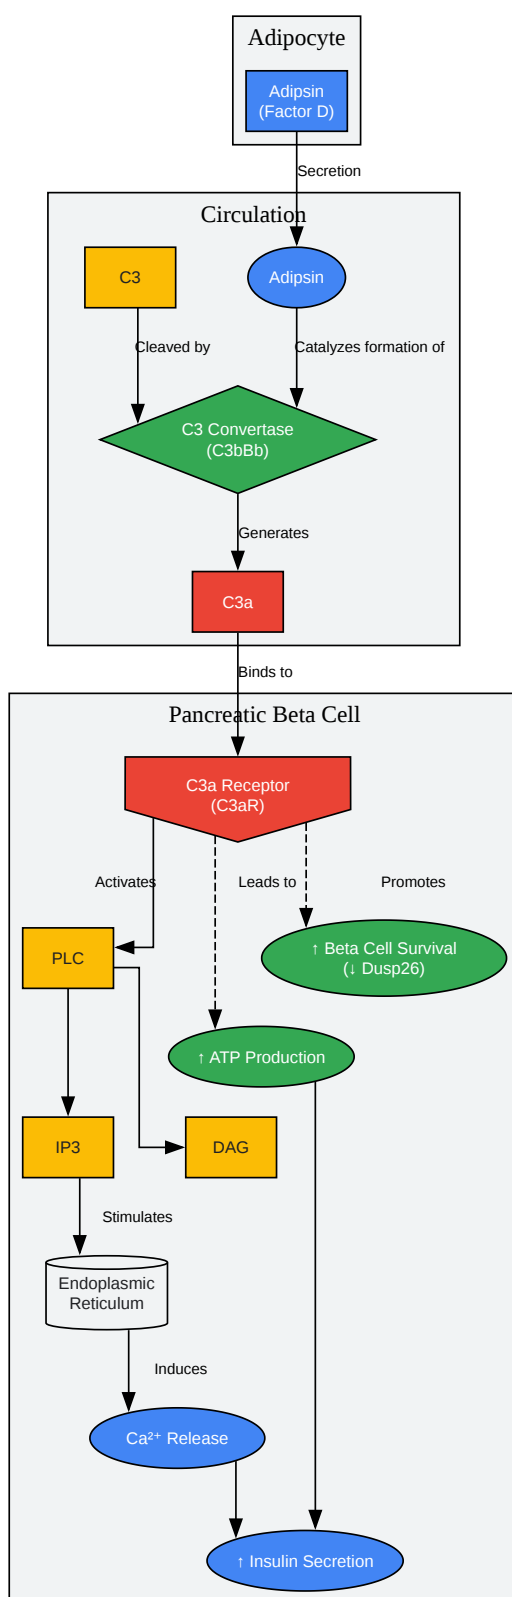 Adipocyte
Adipsin
(Factor D)
Secretion
Circulation
C3
Adipsin
Cleaved by
Catalyzes formation of
C3 Convertase
(C3bBb)
Generates
C3a
Binds to
Pancreatic Beta Cell
C3a Receptor
(C3aR)
Activates
Leads to
Promotes
PLC
↑ Beta Cell Survival
(↓ Dusp26)
↑ ATP Production
IP3
DAG
Stimulates
Endoplasmic
Reticulum
Induces
Ca²⁺ Release
↑ Insulin Secretion